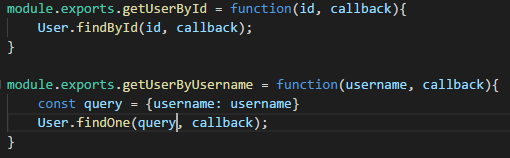 module.exports.getUserById = function(id, callback){
    User.findById(id, callback);
}
module.exports.getUserByUsername = function(username, callback){
    const query = {username: username}
    User.findOne(query, callback);
}